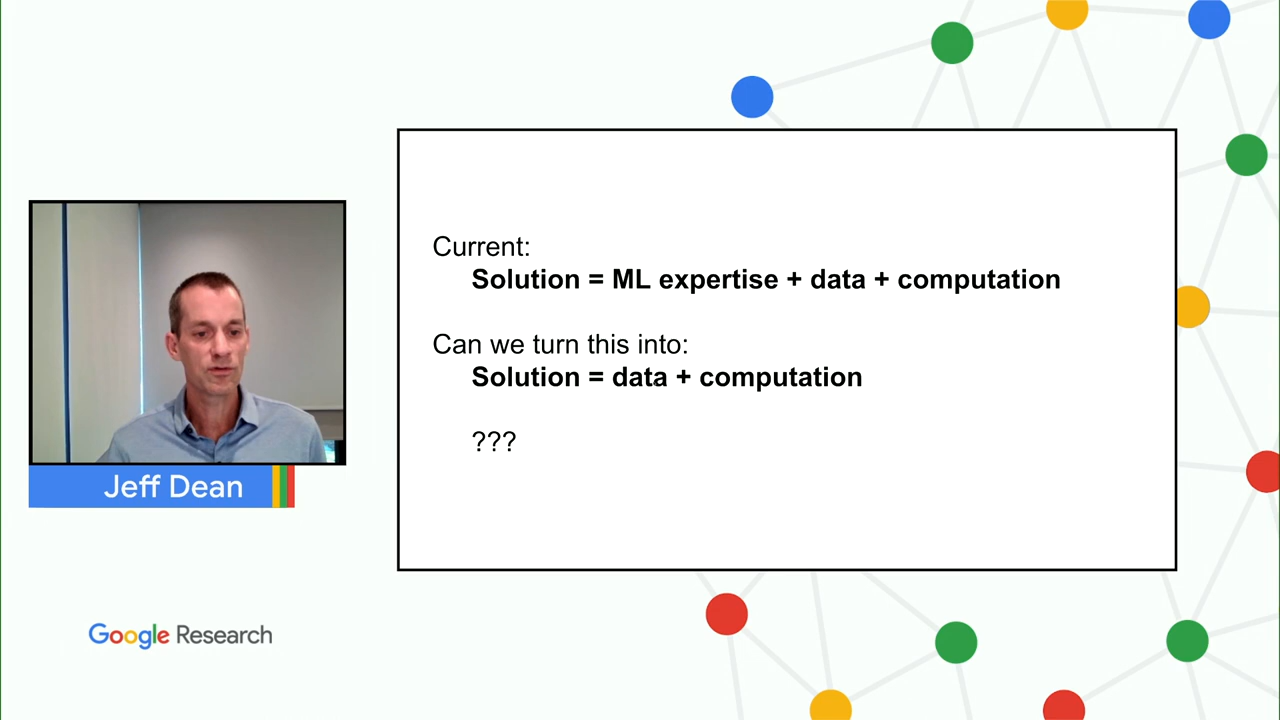 Current:
Solution = ML expertise + data + computation
Can we turn this into:
Solution = data + computation
???
Jeff Dean
Google Research